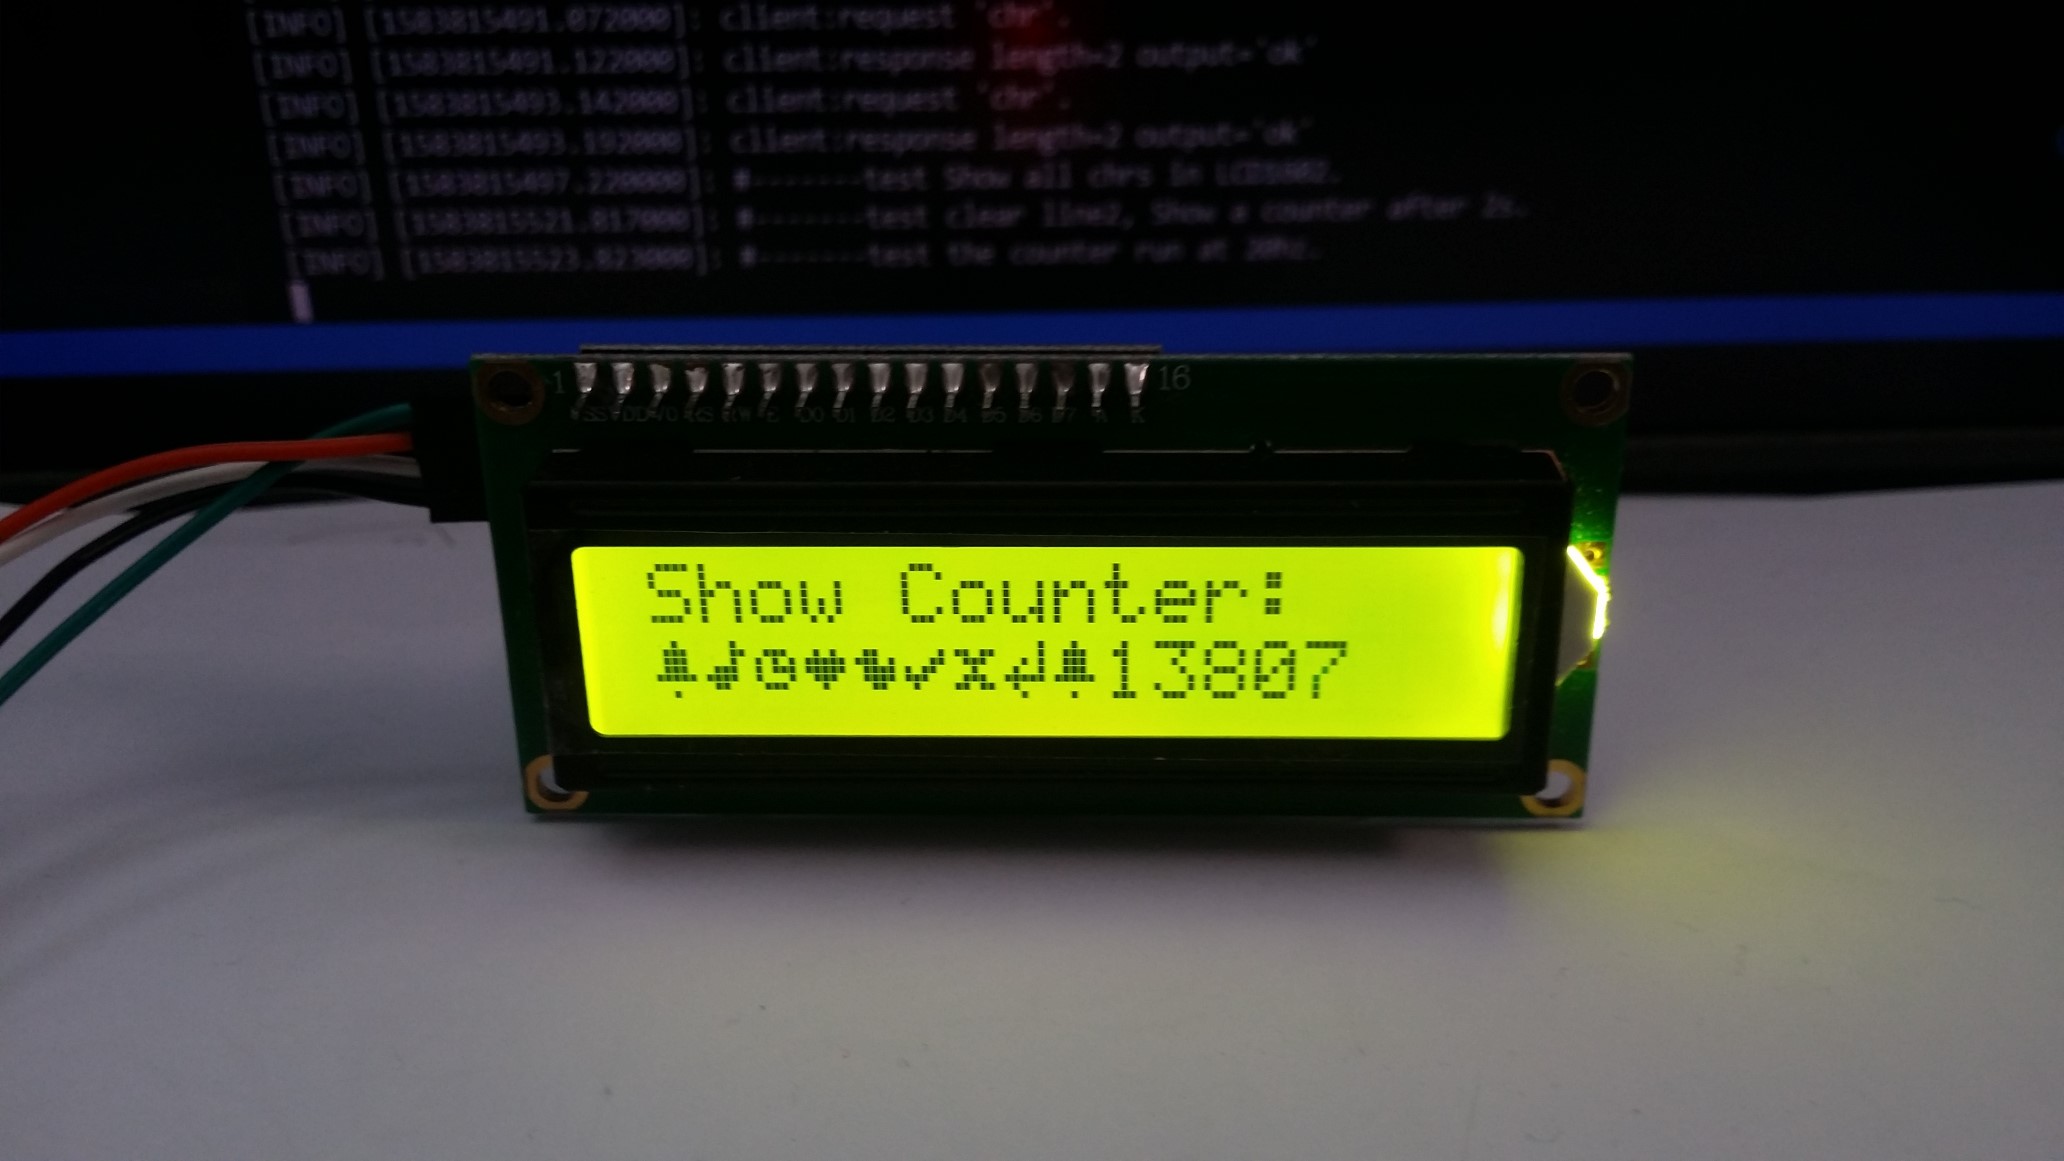 [INFO] [1583815491.072000]: client:request 'chr'.
[INFO] [1583815491.122000]: client:response length=2 output='ok'
[INFO] [1583815493.142000]: client:request 'chr'.
[INFO] [1583815493.192000]: client:response length=2 output='ok'
[INFO] [1583815497.220000]: #-------test Show all chrs in LCD1602.
[INFO] [1583815521.817000]: #-------test clear line2, Show a counter after 2s.
[INFO] [1583815523.823000]: #-------test the counter run at 20hz.
1 16
VSS VDD VO RS RW E D0 D1 D2 D3 D4 D5 D6 D7 A K
Show Counter:
13807